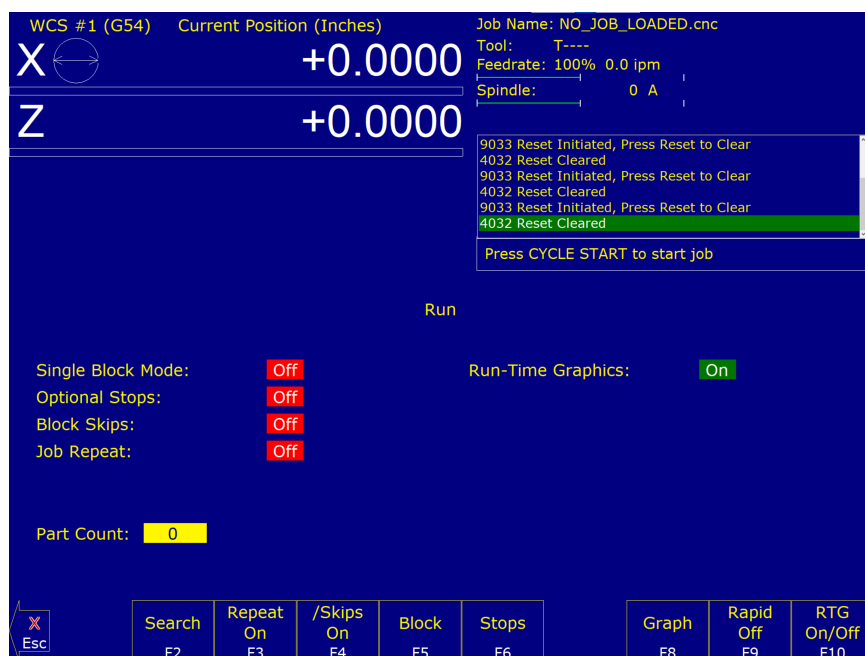 WCS #1 (G54) Current Position (Inches)
X +0.0000
Z +0.0000
Job Name: NO_JOB_LOADED.cnc
Tool: T----
Feedrate: 100% 0.0 ipm
Spindle: 0 A
9033 Reset Initiated, Press Reset to Clear
4032 Reset Cleared
9033 Reset Initiated, Press Reset to Clear
4032 Reset Cleared
9033 Reset Initiated, Press Reset to Clear
4032 Reset Cleared
Press CYCLE START to start job
Run
Single Block Mode: Off
Optional Stops: Off
Block Skips: Off
Job Repeat: Off
Run-Time Graphics: On
Part Count: 0
X
Esc
Search
F2
Repeat
On
F3
/Skips
On
F4
Block
F5
Stops
F6
Graph
F8
Rapid
Off
F9
RTG
On/Off
F10